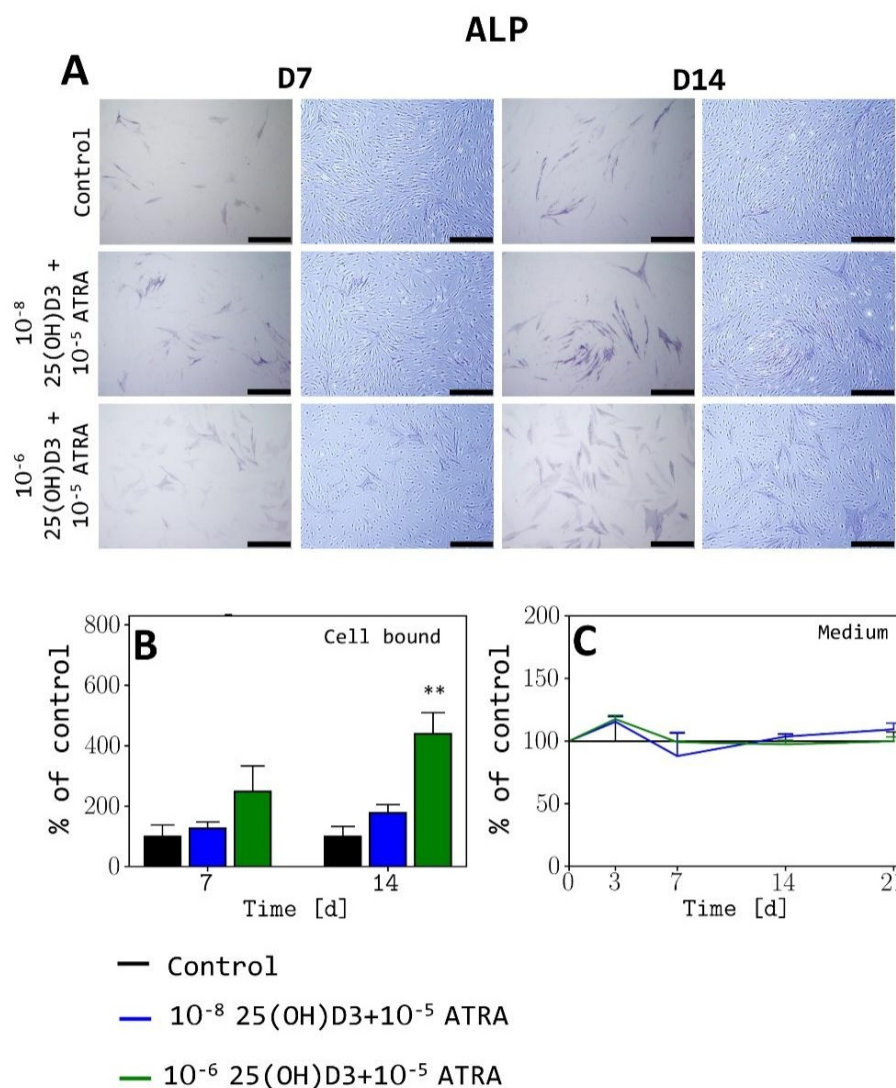 ALP
A
D7
D14
Control
10⁻⁸
25(OH)D3 +
10⁻⁵ ATRA
10⁻⁶
25(OH)D3 +
10⁻⁵ ATRA
B
Cell bound
% of control
800
600
400
200
0
**
7
14
Time [d]
C
Medium
% of control
200
150
100
50
0
0
3
7
14
Time [d]
Control
10⁻⁸ 25(OH)D3+10⁻⁵ ATRA
10⁻⁶ 25(OH)D3+10⁻⁵ ATRA